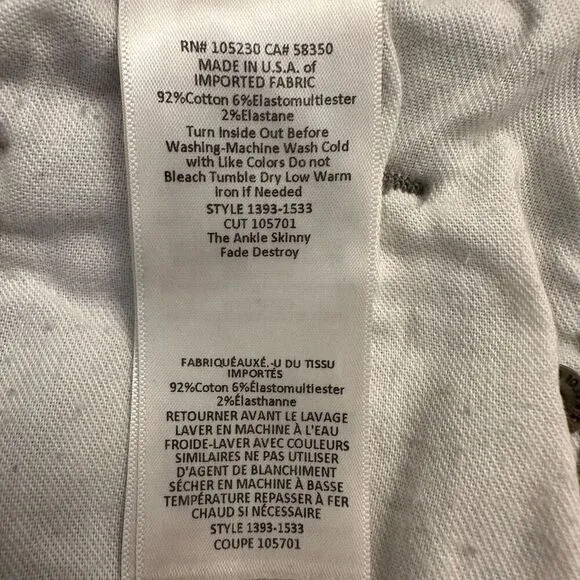 RN# 105230 CA# 58350
MADE IN U.S.A. of
IMPORTED FABRIC
92%Cotton 6%Elastomultiester
2%Elastane
Turn Inside Out Before
Washing-Machine Wash Cold
with Like Colors Do not
Bleach Tumble Dry Low Warm
Iron if Needed
STYLE 1393-1533
CUT 105701
The Ankle Skinny
Fade Destroy
FABRIQUÉAUXÉ.-U DU TISSU
IMPORTÉS
92%Coton 6%Élastomultiester
2%Élasthanne
RETOURNER AVANT LE LAVAGE
LAVER EN MACHINE À L'EAU
FROIDE-LAVER AVEC COULEURS
SIMILAIRES NE PAS UTILISER
D'AGENT DE BLANCHIMENT
SÉCHER EN MACHINE À BASSE
TEMPÉRATURE REPASSER À FER
CHAUD SI NÉCESSAIRE
STYLE 1393-1533
COUPE 105701